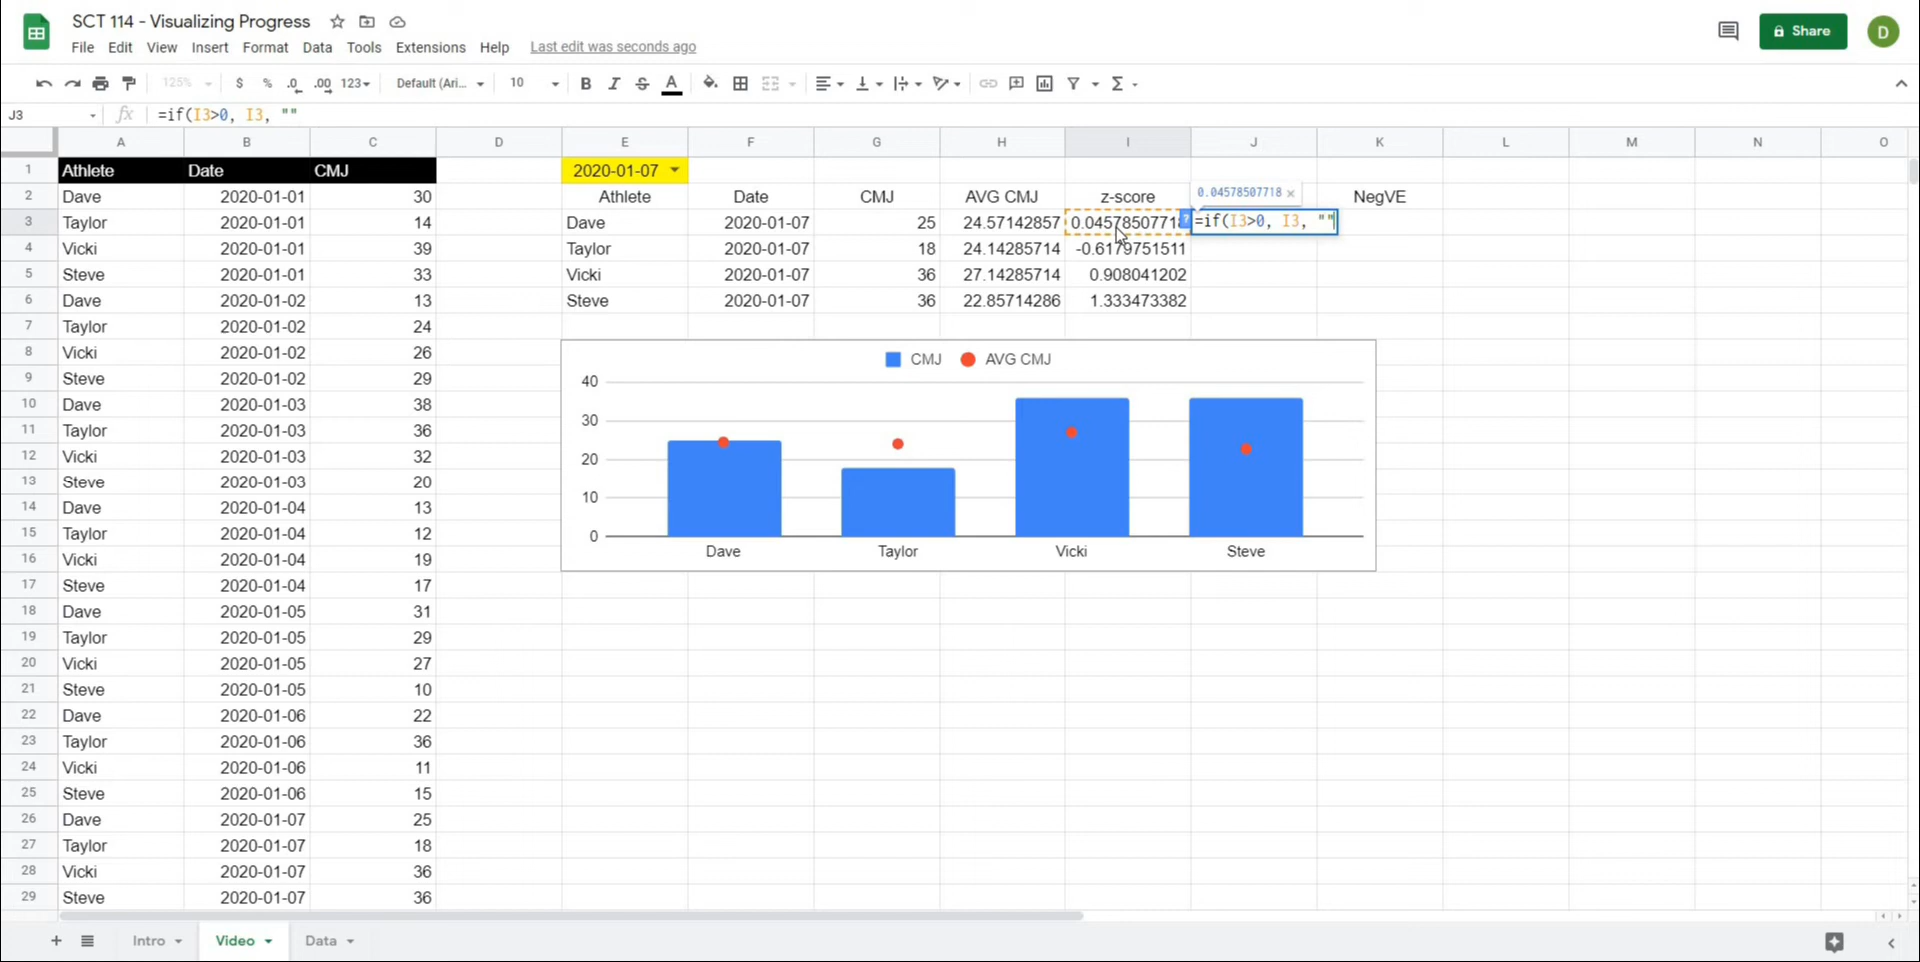 SCT 114 - Visualizing Progress
File Edit View Insert Format Data Tools Extensions Help Last edit was seconds ago
Share
D
125% $ % .0 .00 123 Default (Ari... 10 B I S A
J3 fx =if(I3>0, I3, ""
A B C D E F G H I J K L M N O
1 Athlete Date CMJ 2020-01-07
2 Dave 2020-01-01 30 Athlete Date CMJ AVG CMJ z-score 0.04578507718 × NegVE
3 Taylor 2020-01-01 14 Dave 2020-01-07 25 24.57142857 0.04578507718 ? =if(I3>0, I3, ""
4 Vicki 2020-01-01 39 Taylor 2020-01-07 18 24.14285714 -0.6179751511
5 Steve 2020-01-01 33 Vicki 2020-01-07 36 27.14285714 0.908041202
6 Dave 2020-01-02 13 Steve 2020-01-07 36 22.85714286 1.333473382
7 Taylor 2020-01-02 24
8 Vicki 2020-01-02 26
9 Steve 2020-01-02 29
10 Dave 2020-01-03 38
11 Taylor 2020-01-03 36
12 Vicki 2020-01-03 32
13 Steve 2020-01-03 20
14 Dave 2020-01-04 13
15 Taylor 2020-01-04 12
16 Vicki 2020-01-04 19
17 Steve 2020-01-04 17
18 Dave 2020-01-05 31
19 Taylor 2020-01-05 29
20 Vicki 2020-01-05 27
21 Steve 2020-01-05 10
22 Dave 2020-01-06 22
23 Taylor 2020-01-06 36
24 Vicki 2020-01-06 11
25 Steve 2020-01-06 15
26 Dave 2020-01-07 25
27 Taylor 2020-01-07 18
28 Vicki 2020-01-07 36
29 Steve 2020-01-07 36
CMJ AVG CMJ
40
30
20
10
0
Dave Taylor Vicki Steve
+ Intro Video Data